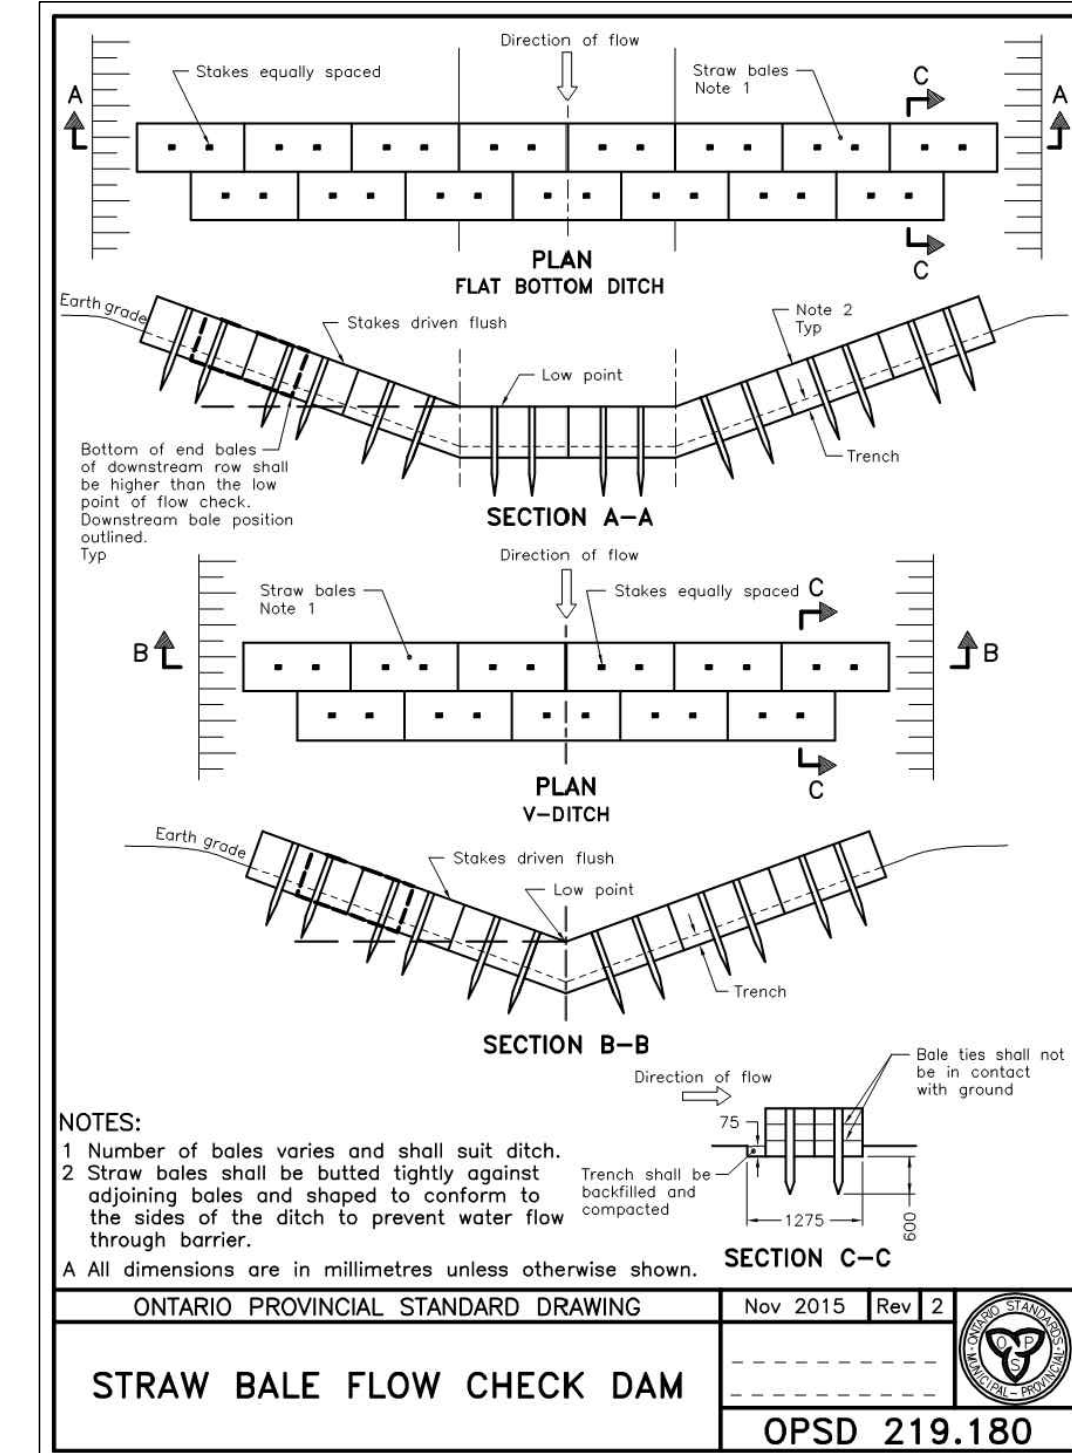 Direction of flow
Stakes equally spaced
Straw bales
Note 1
C
A
A
C
PLAN
FLAT BOTTOM DITCH
Earth grade
Stakes driven flush
Note 2
Typ
Low point
Bottom of end bales
of downstream row shall
be higher than the low
point of flow check.
Downstream bale position
outlined.
Typ
Trench
SECTION A-A
Direction of flow
Straw bales
Note 1
Stakes equally spaced
C
B
B
C
PLAN
V-DITCH
Earth grade
Stakes driven flush
Low point
Trench
SECTION B-B
Direction of flow
Bale ties shall not
be in contact
with ground
75
Trench shall be
backfilled and
compacted
1275
600
SECTION C-C
NOTES:
1 Number of bales varies and shall suit ditch.
2 Straw bales shall be butted tightly against
adjoining bales and shaped to conform to
the sides of the ditch to prevent water flow
through barrier.
A All dimensions are in millimetres unless otherwise shown.
ONTARIO PROVINCIAL STANDARD DRAWING
Nov 2015
Rev 2
STRAW BALE FLOW CHECK DAM
ONTARIO STANDARDS
MUNICIPAL-PROVINCIAL
O P
S
OPSD 219.180